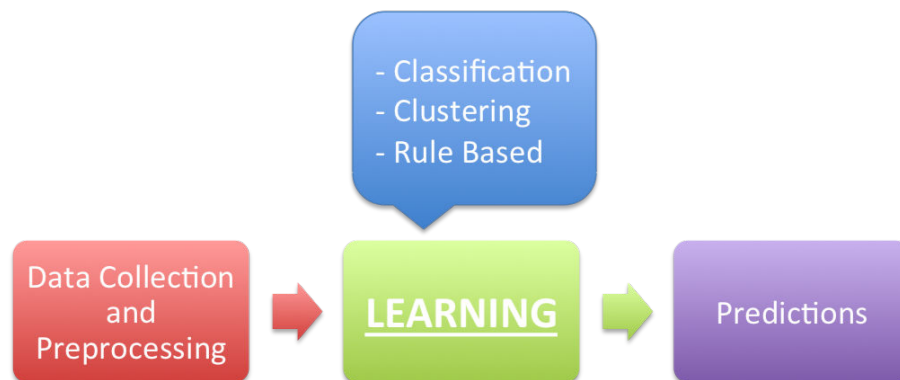 - Classification
- Clustering
- Rule Based
Data Collection
and
Preprocessing
LEARNING
Predictions